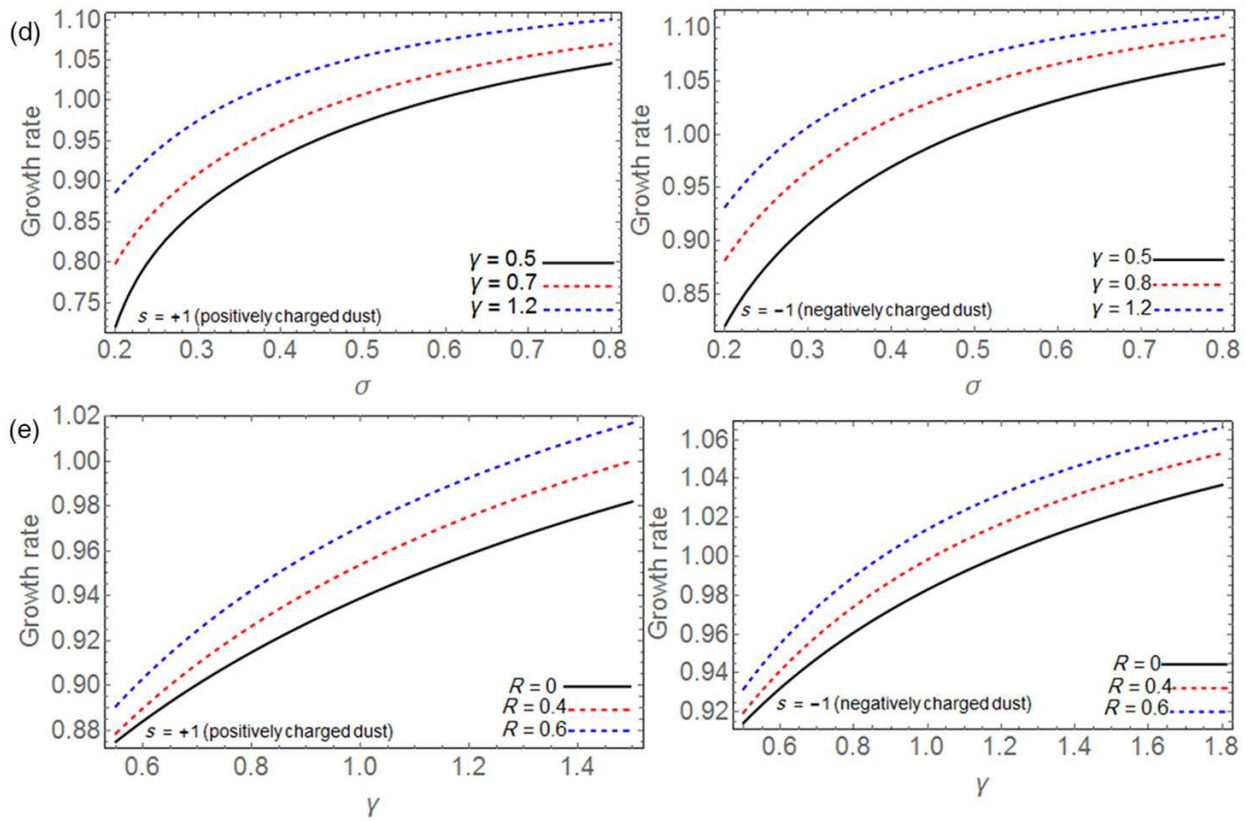 (d)
Growth rate
1.10
1.05
1.00
0.95
0.90
0.85
0.80
0.75
γ = 0.5
γ = 0.7
γ = 1.2
s = +1 (positively charged dust)
0.2 0.3 0.4 0.5 0.6 0.7 0.8
σ
Growth rate
1.10
1.05
1.00
0.95
0.90
0.85
γ = 0.5
γ = 0.8
γ = 1.2
s = −1 (negatively charged dust)
0.2 0.3 0.4 0.5 0.6 0.7 0.8
σ
(e)
Growth rate
1.02
1.00
0.98
0.96
0.94
0.92
0.90
0.88
R = 0
R = 0.4
R = 0.6
s = +1 (positively charged dust)
0.6 0.8 1.0 1.2 1.4
γ
Growth rate
1.06
1.04
1.02
1.00
0.98
0.96
0.94
0.92
R = 0
R = 0.4
R = 0.6
s = −1 (negatively charged dust)
0.6 0.8 1.0 1.2 1.4 1.6 1.8
γ